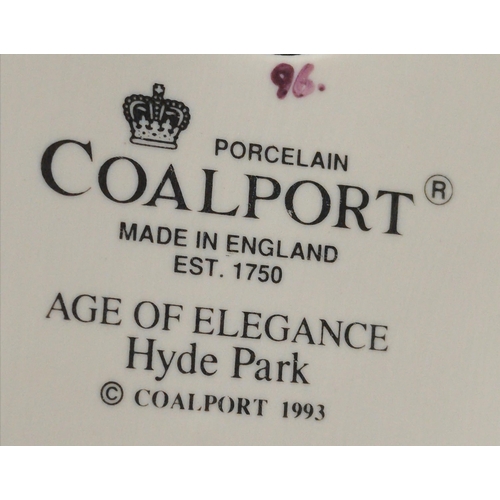 96.
PORCELAIN
COALPORT ®
MADE IN ENGLAND
EST. 1750
AGE OF ELEGANCE
Hyde Park
© COALPORT 1993